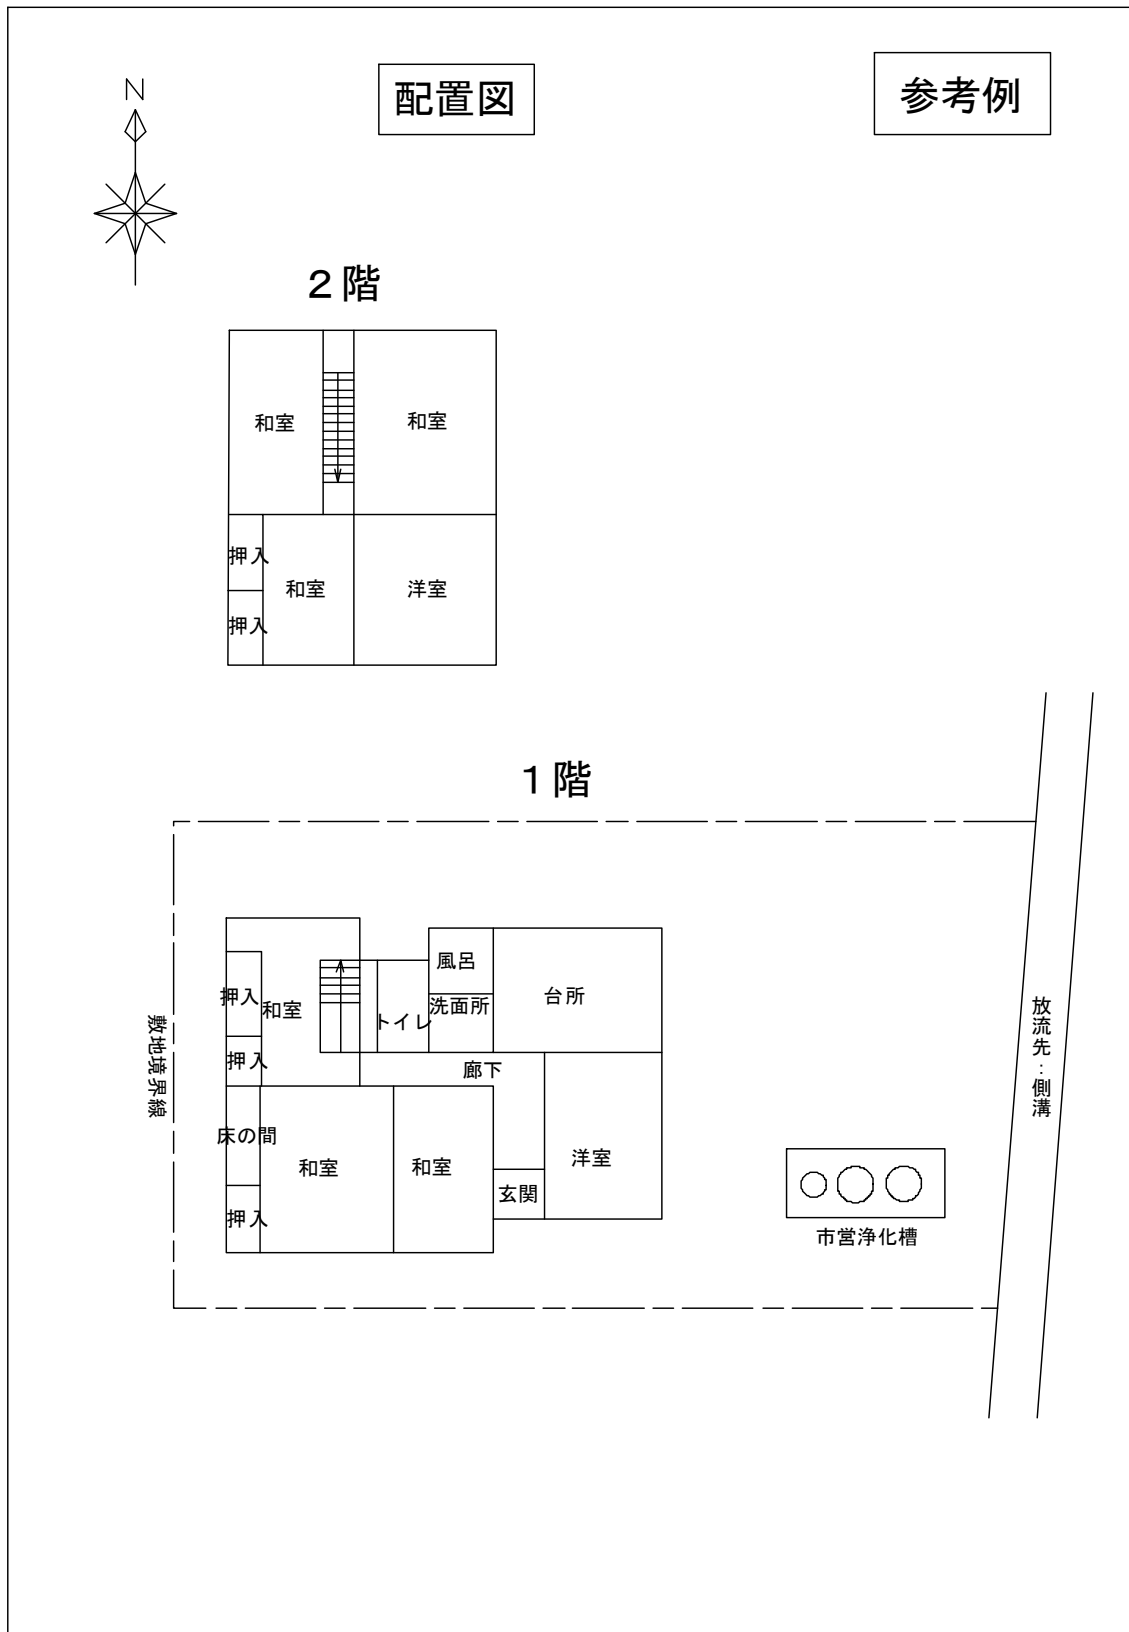 N
配置図
参考例
２階
和室
和室
押入
和室
洋室
押入
１階
風呂
押入
和室
洗面所
台所
トイレ
押入
廊下
敷地境界線
放流先：側溝
床の間
和室
和室
洋室
押入
玄関
市営浄化槽